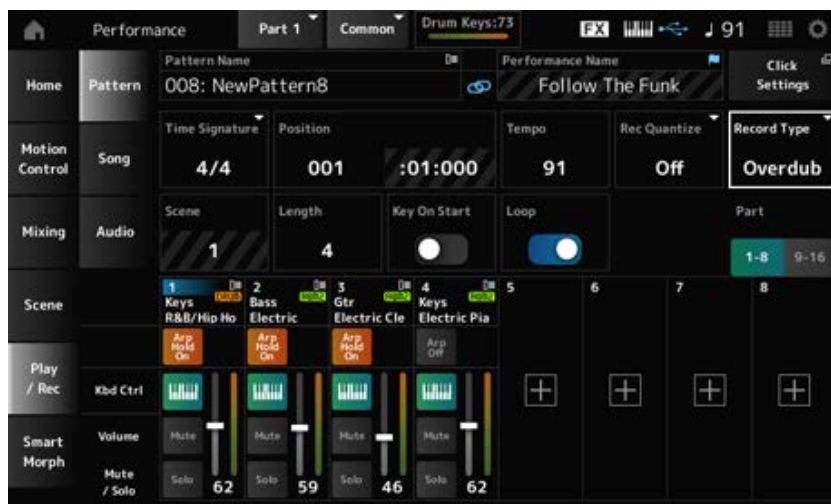 Performance
Part 1
Common
Drum Keys:73
FX
♩ 91
Home
Pattern
Pattern Name
008: NewPattern8
Performance Name
Follow The Funk
Click
Settings
Motion
Control
Song
Time Signature
4/4
Position
001 :01:000
Tempo
91
Rec Quantize
Off
Record Type
Overdub
Mixing
Audio
Scene
1
Length
4
Key On Start
Loop
Part
1-8 9-16
Scene
1
Keys
R&B/Hip Ho
Drum
2
Bass
Electric
3
Gtr
Electric Cle
4
Keys
Electric Pia
5
6
7
8
Arp
Hold
On
Arp
Hold
On
Arp
Hold
On
Arp
Off
Play
/ Rec
Kbd Ctrl
Smart
Morph
Volume
Mute
Mute
Mute
Mute
Mute
/ Solo
Solo
62
Solo
59
Solo
46
Solo
62